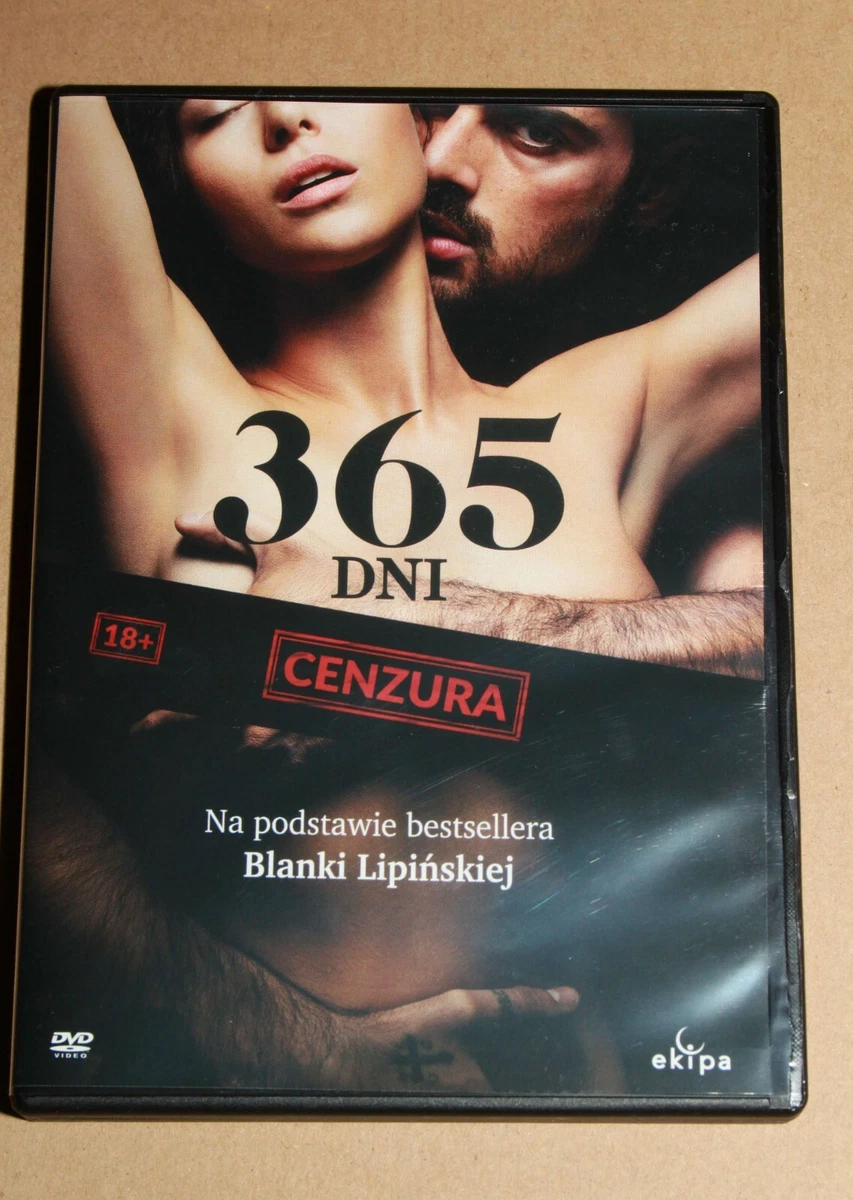 365
DNI
18+
CENZURA
Na podstawie bestsellera
Blanki Lipińskiej
DVD
VIDEO
ekipa